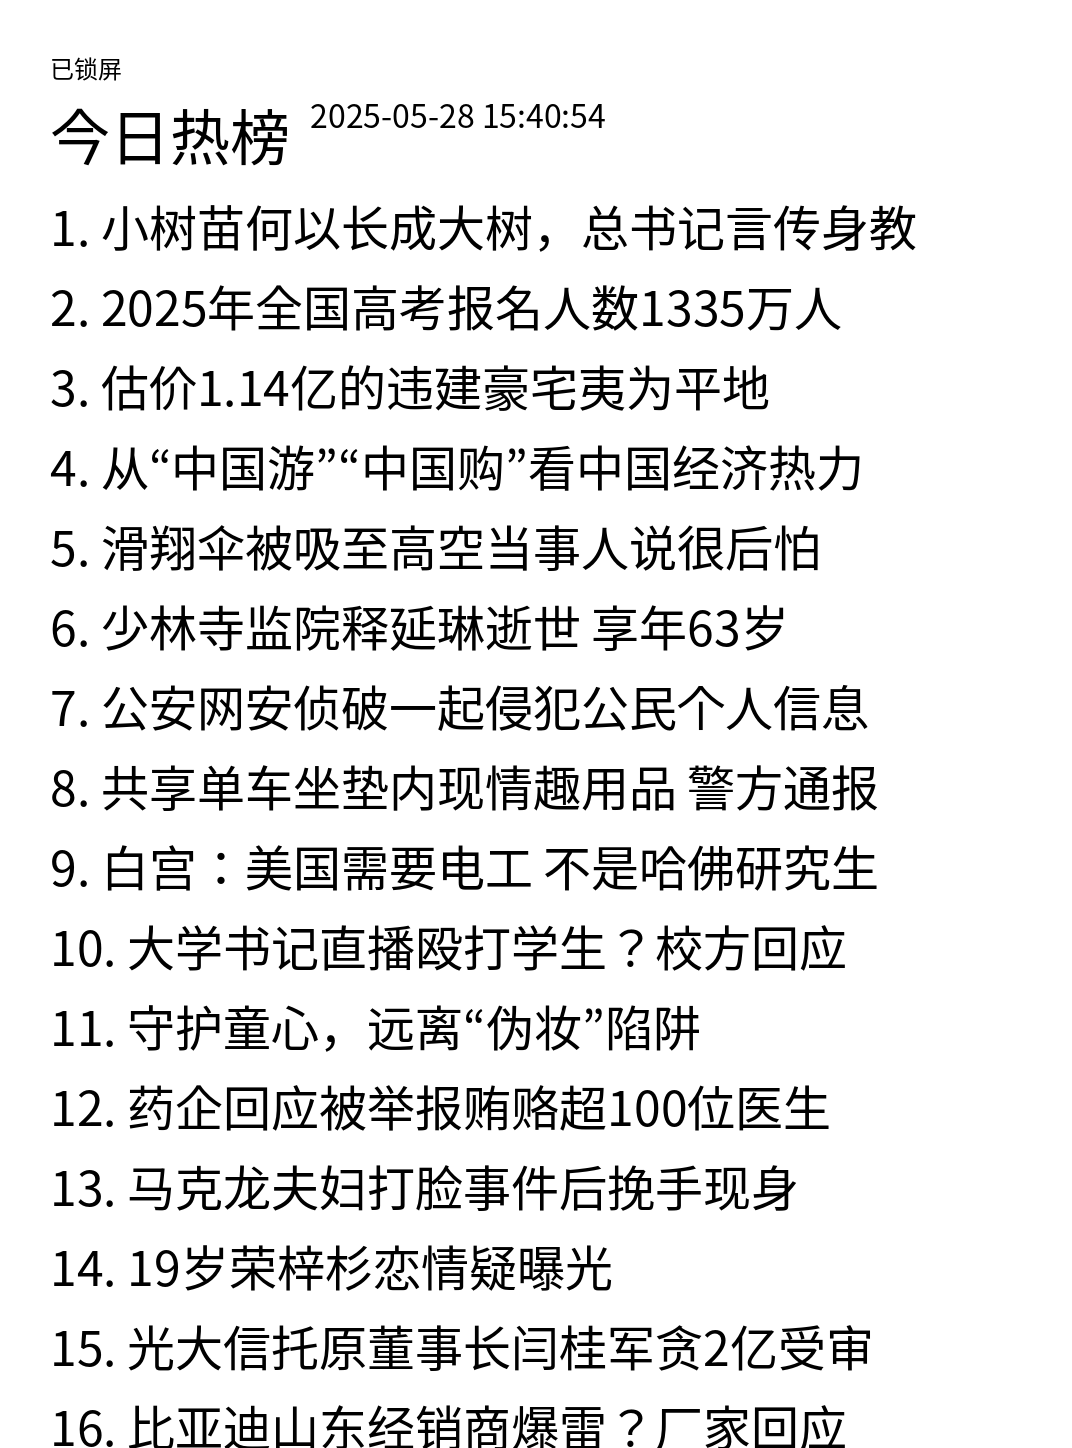 已锁屏
今日热榜 2025-05-28 15:40:54
1. 小树苗何以长成大树，总书记言传身教
2. 2025年全国高考报名人数1335万人
3. 估价1.14亿的违建豪宅夷为平地
4. 从“中国游”“中国购”看中国经济热力
5. 滑翔伞被吸至高空当事人说很后怕
6. 少林寺监院释延琳逝世 享年63岁
7. 公安网安侦破一起侵犯公民个人信息
8. 共享单车坐垫内现情趣用品 警方通报
9. 白宫：美国需要电工 不是哈佛研究生
10. 大学书记直播殴打学生？校方回应
11. 守护童心，远离“伪妆”陷阱
12. 药企回应被举报贿赂超100位医生
13. 马克龙夫妇打脸事件后挽手现身
14. 19岁荣梓杉恋情疑曝光
15. 光大信托原董事长闫桂军贪2亿受审
16. 比亚迪山东经销商爆雷？厂家回应